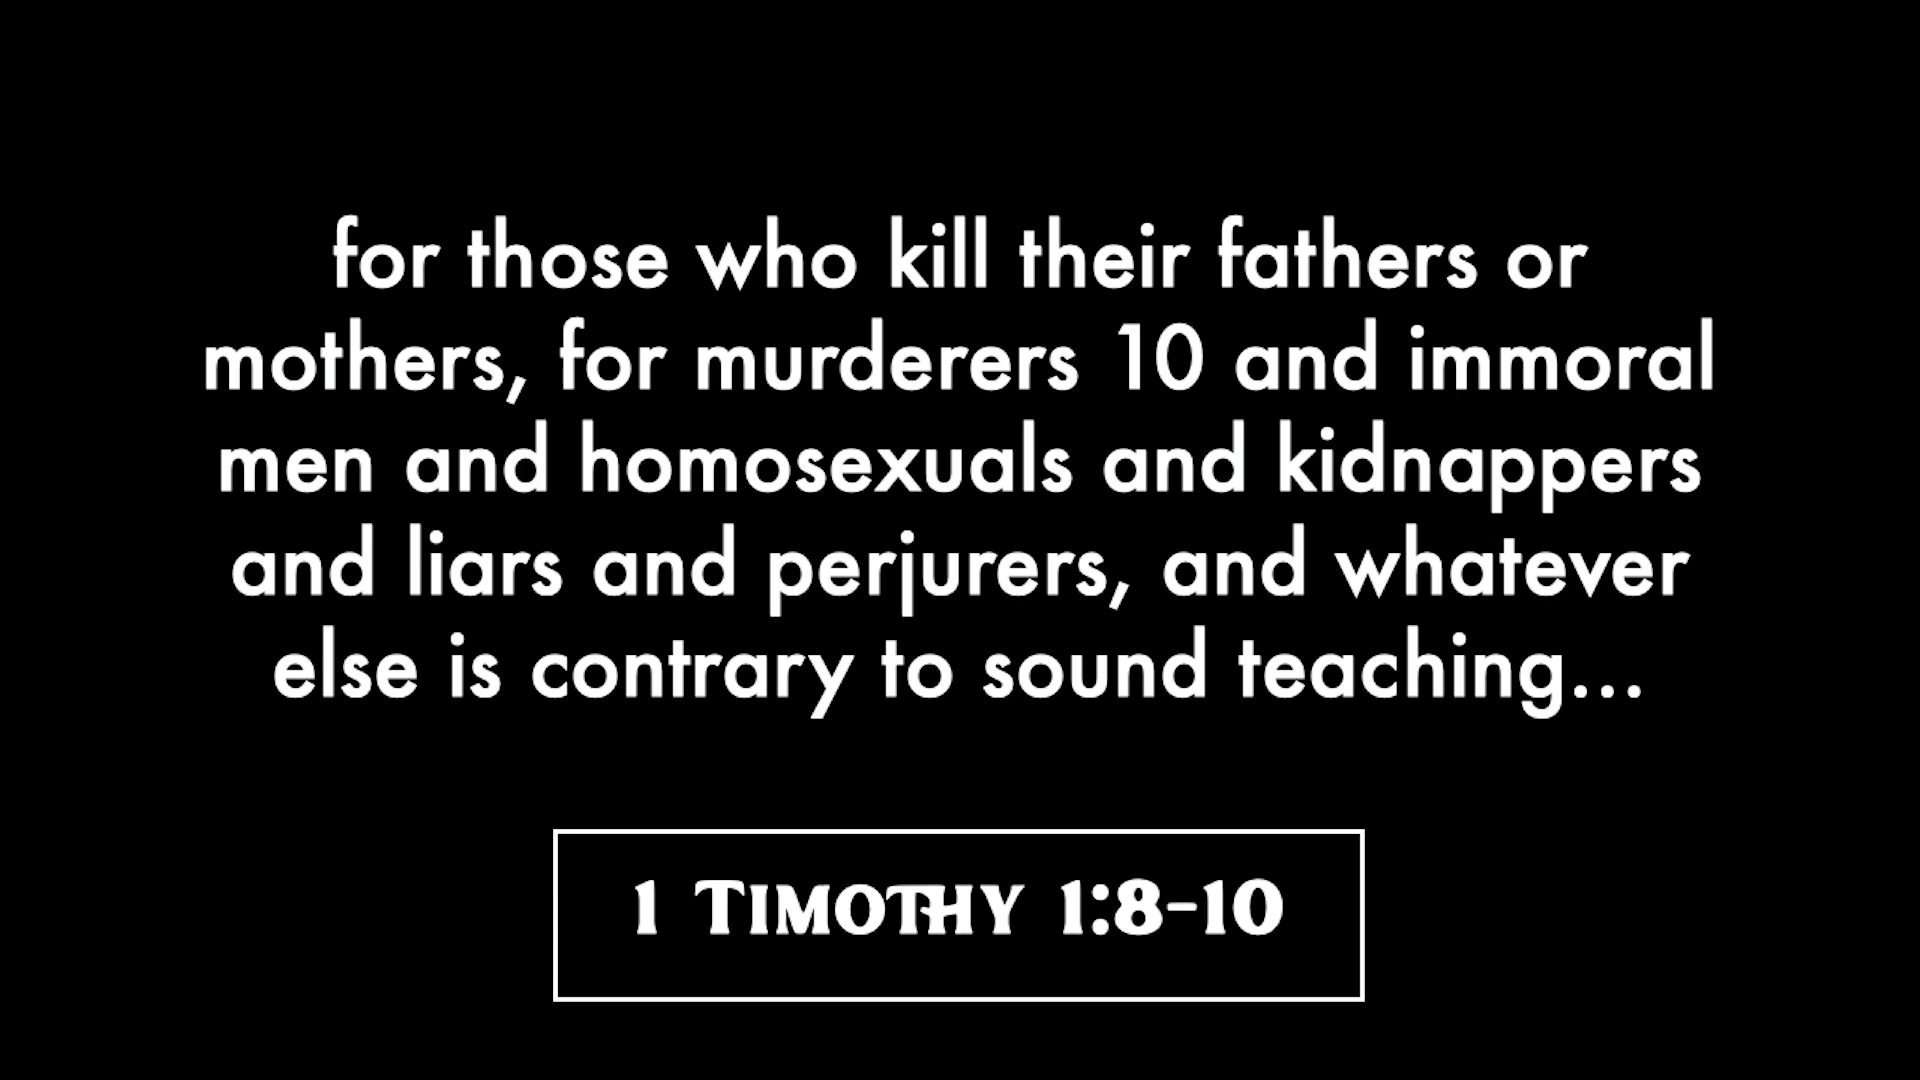 for those who kill their fathers or
mothers, for murderers 10 and immoral
men and homosexuals and kidnappers
and liars and perjurers, and whatever
else is contrary to sound teaching...
1 Timothy 1:8-10